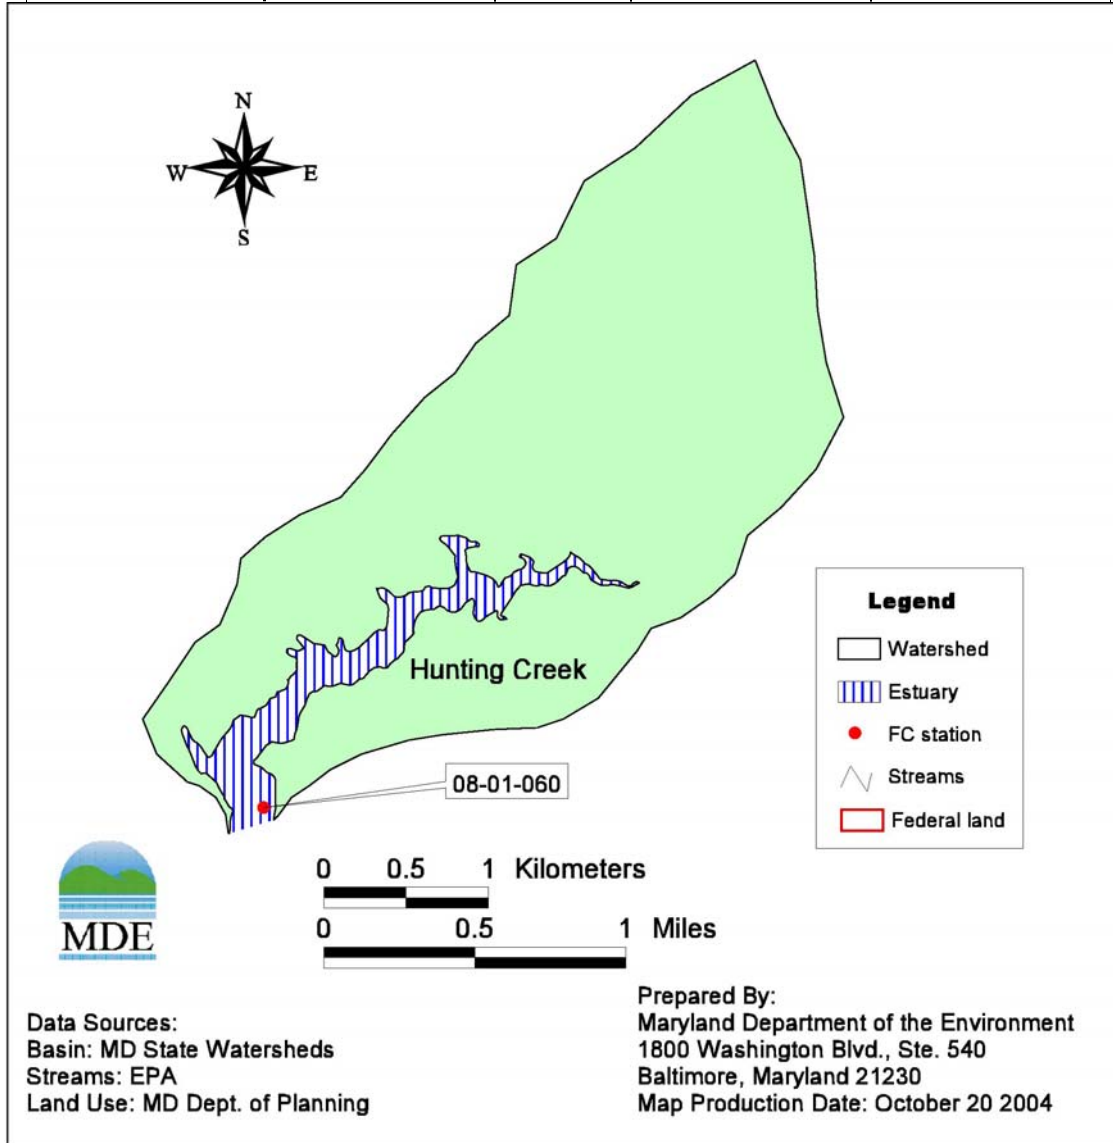 N
W
E
S
Hunting Creek
08-01-060
Legend
Watershed
Estuary
FC station
Streams
Federal land
MDE
0 0.5 1 Kilometers
0 0.5 1 Miles
Data Sources:
Basin: MD State Watersheds
Streams: EPA
Land Use: MD Dept. of Planning
Prepared By:
Maryland Department of the Environment
1800 Washington Blvd., Ste. 540
Baltimore, Maryland 21230
Map Production Date: October 20 2004